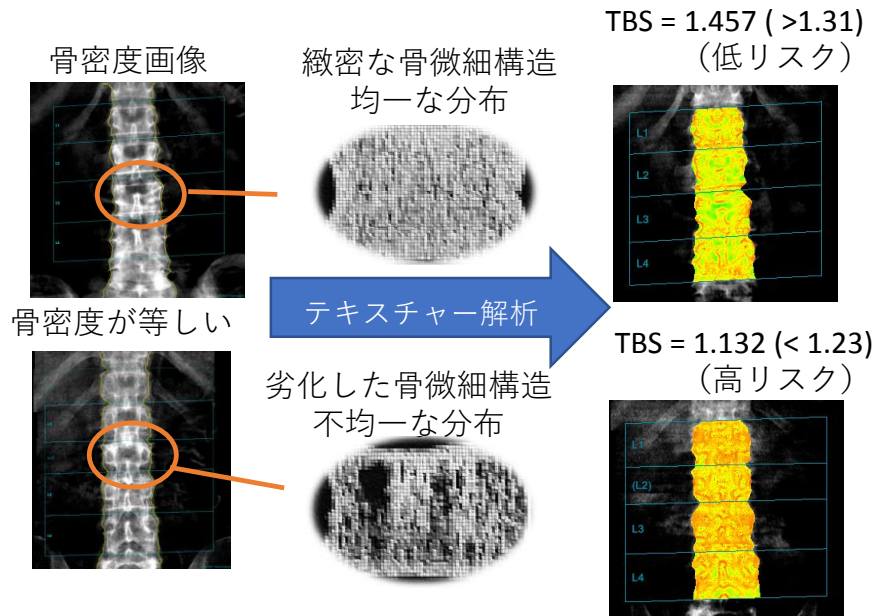 骨密度画像
緻密な骨微細構造
均一な分布
TBS = 1.457 ( >1.31)
（低リスク）
L1
L2
L3
L4
テキスチャー解析
骨密度が等しい
劣化した骨微細構造
不均一な分布
TBS = 1.132 (< 1.23)
（高リスク）
L1
(L2)
L3
L4